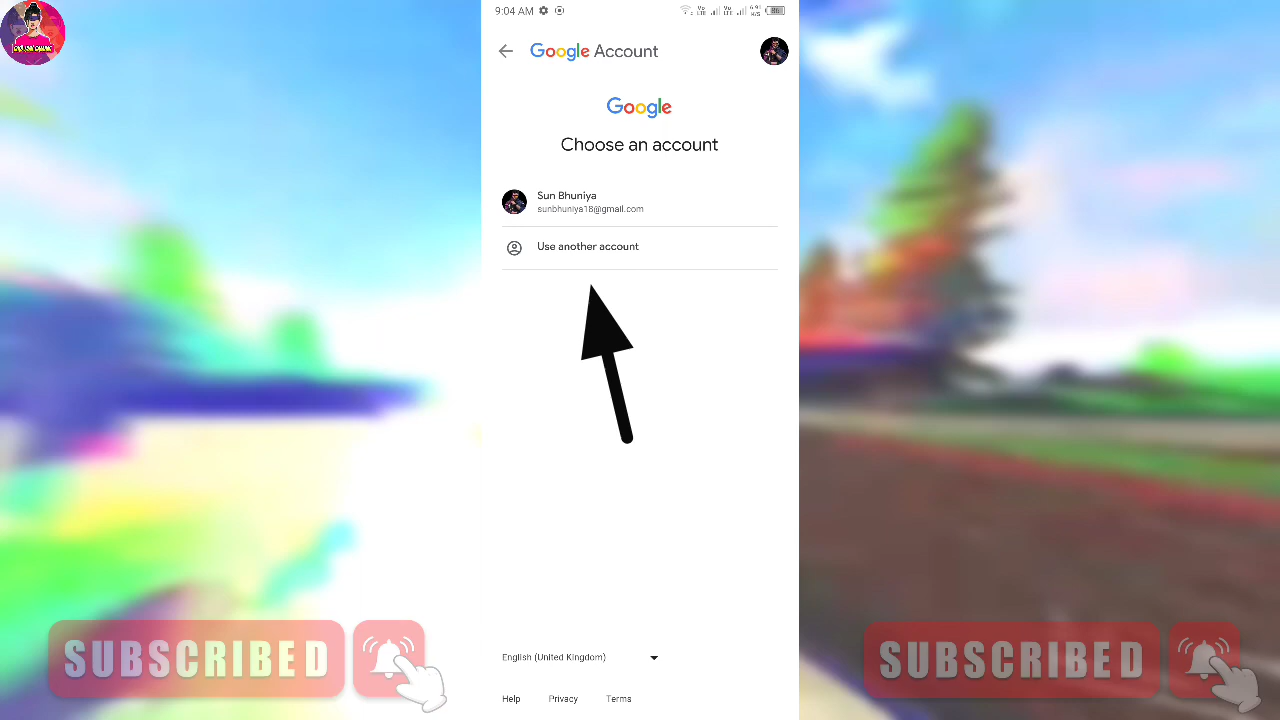 9:04 AM
Google Account
Google
Choose an account
Sun Bhuniya
sunbhuniya18@gmail.com
Use another account
English (United Kingdom)
Help Privacy Terms
SUBSCRIBED
SUBSCRIBED